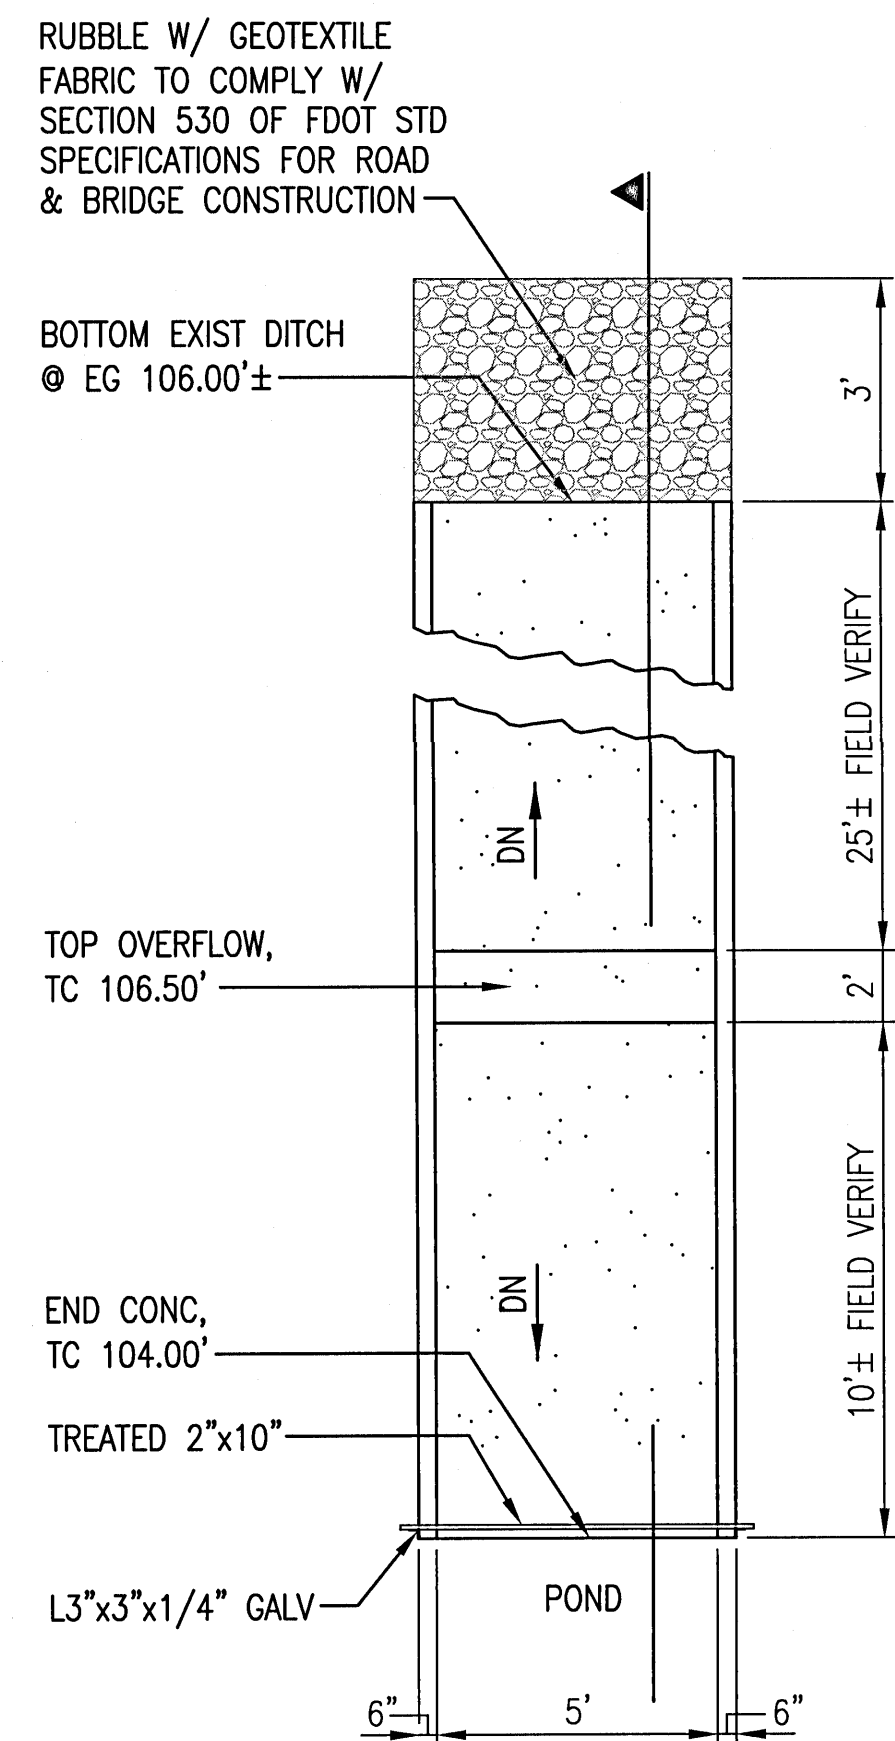 RUBBLE W/ GEOTEXTILE
FABRIC TO COMPLY W/
SECTION 530 OF FDOT STD
SPECIFICATIONS FOR ROAD
& BRIDGE CONSTRUCTION
BOTTOM EXIST DITCH
@ EG 106.00'±
3'
25'± FIELD VERIFY
DN
TOP OVERFLOW,
TC 106.50'
2'
10'± FIELD VERIFY
DN
END CONC,
TC 104.00'
TREATED 2"x10"
L3"x3"x1/4" GALV
POND
6"
5'
6"